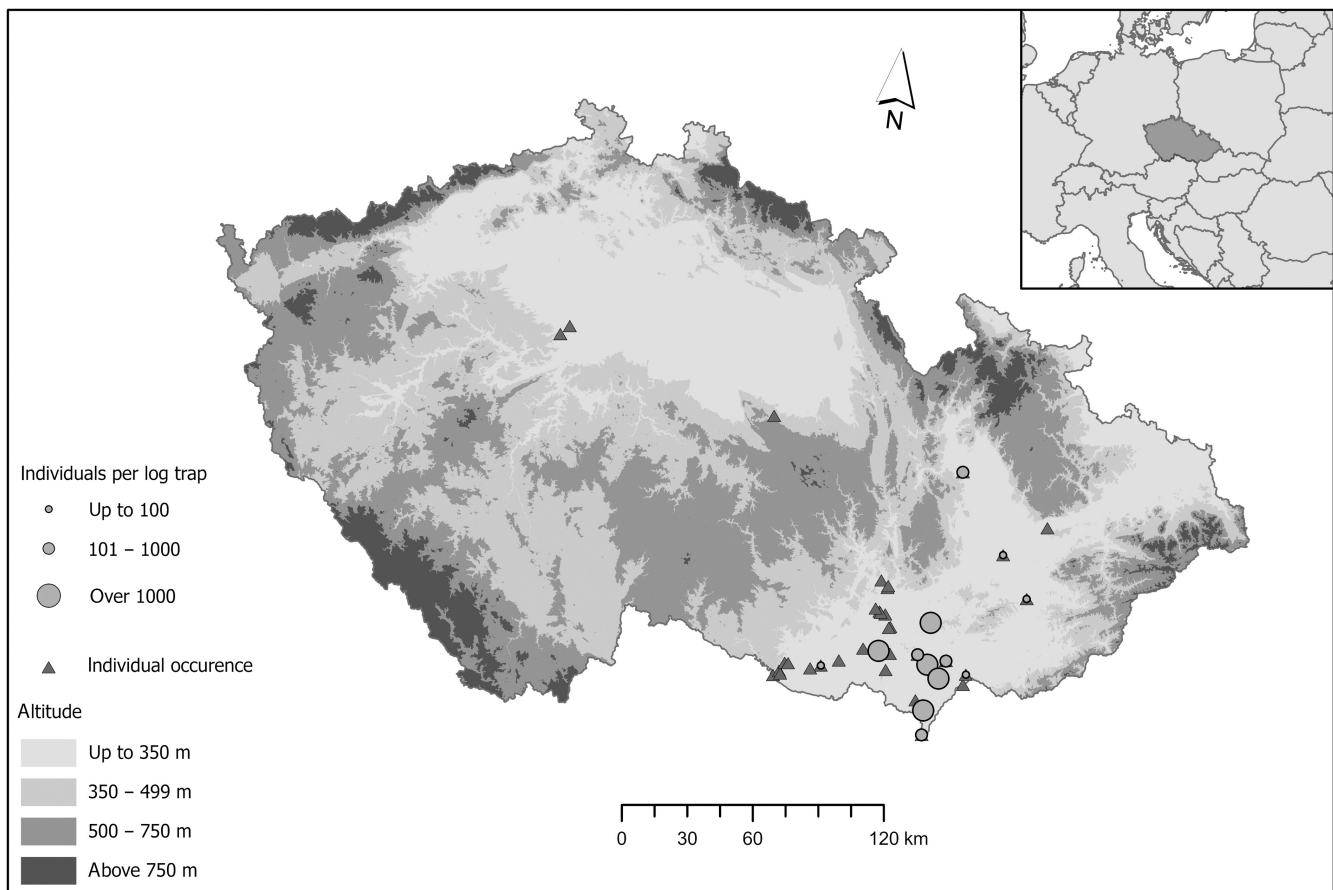 N
Individuals per log trap
Up to 100
101 – 1000
Over 1000
Individual occurence
Altitude
Up to 350 m
350 – 499 m
500 – 750 m
Above 750 m
0 30 60 120 km